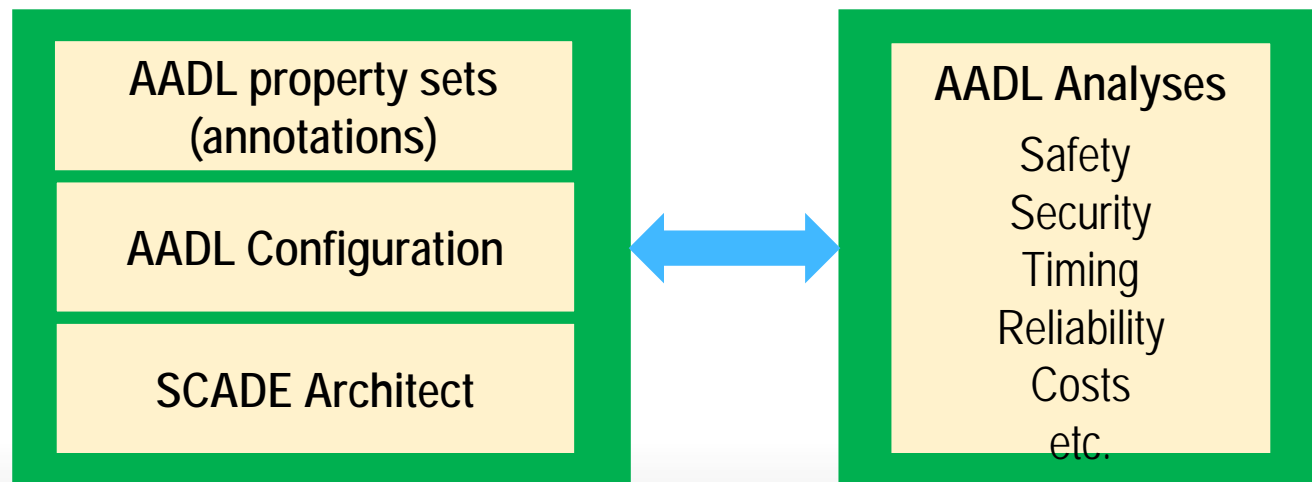 AADL property sets
(annotations)
AADL Configuration
SCADE Architect
AADL Analyses
Safety
Security
Timing
Reliability
Costs
etc.